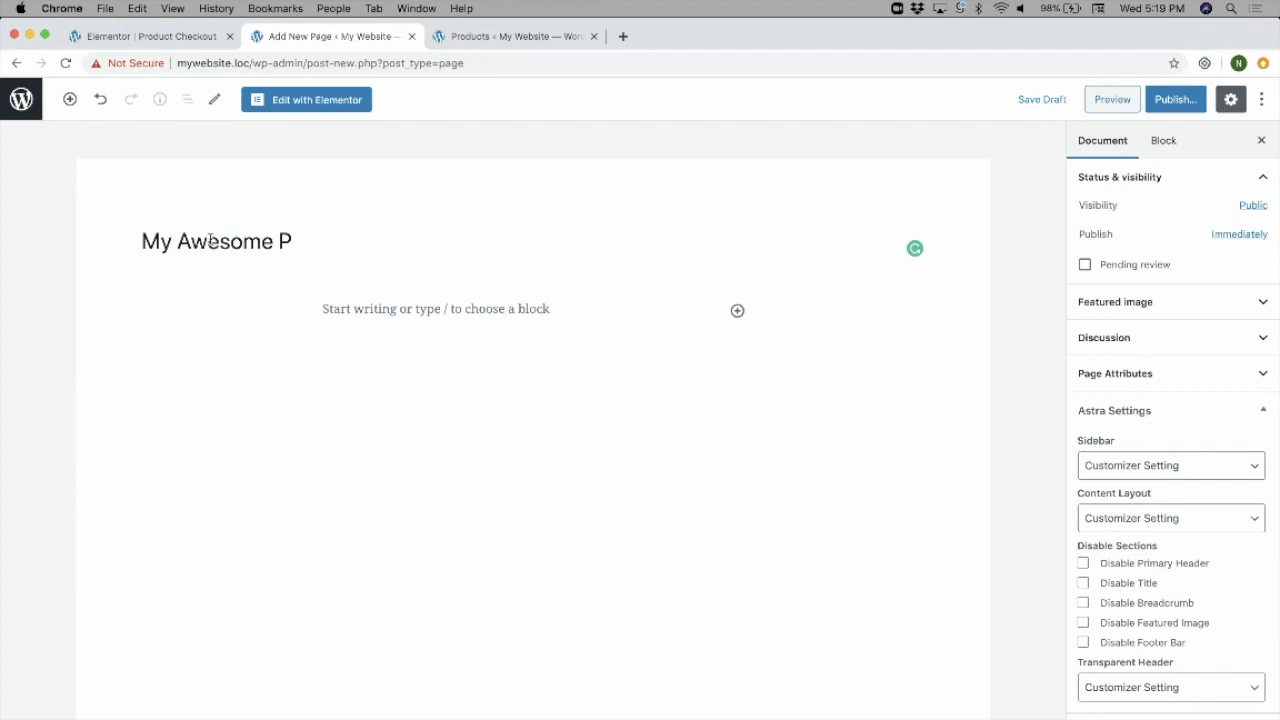 Chrome File Edit View History Bookmarks People Tab Window Help 98% Wed 5:19 PM
Elementor | Product Checkout Add New Page ‹ My Website — Products ‹ My Website — Wor
Not Secure mywebsite.loc/wp-admin/post-new.php?post_type=page N
Edit with Elementor Save Draft Preview Publish...
Document Block
Status & visibility
Visibility Public
Publish Immediately
My Awesome P
Pending review
Start writing or type / to choose a block
Featured image
Discussion
Page Attributes
Astra Settings
Sidebar
Customizer Setting
Content Layout
Customizer Setting
Disable Sections
Disable Primary Header
Disable Title
Disable Breadcrumb
Disable Featured Image
Disable Footer Bar
Transparent Header
Customizer Setting